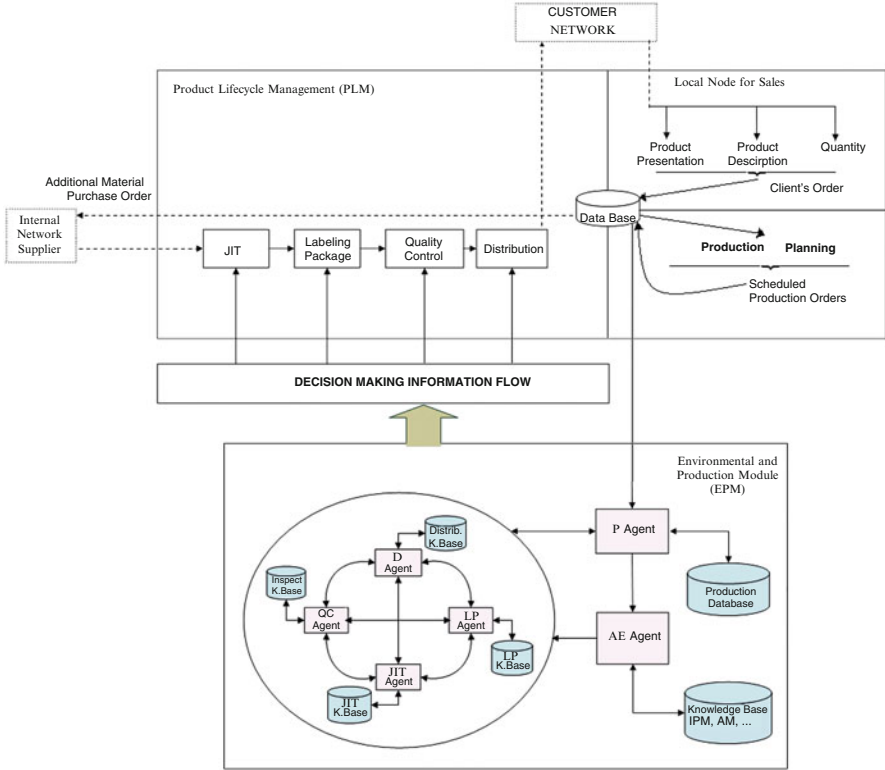 CUSTOMER
NETWORK
Product Lifecycle Management (PLM)
Local Node for Sales
Product
Presentation
Product
Descirption
Quantity
Client's Order
Additional Material
Purchase Order
Internal
Network
Supplier
Data Base
JIT
Labeling
Package
Quality
Control
Distribution
Production
Planning
Scheduled
Production Orders
DECISION MAKING INFORMATION FLOW
Environmental and
Production Module
(EPM)
P Agent
Production
Database
AE Agent
Knowledge Base
IPM, AM, ...
Distrib.
K.Base
D
Agent
Inspect
K.Base
QC
Agent
LP
Agent
LP
K.Base
JIT
Agent
JIT
K.Base